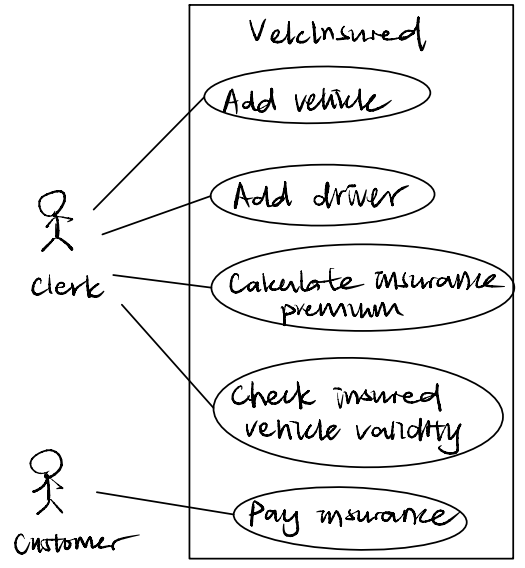 VelcInsured
Add vehicle
Add driver
Clerk
Calculate insurance
premium
Check insured
vehicle validity
Pay insurance
Customer